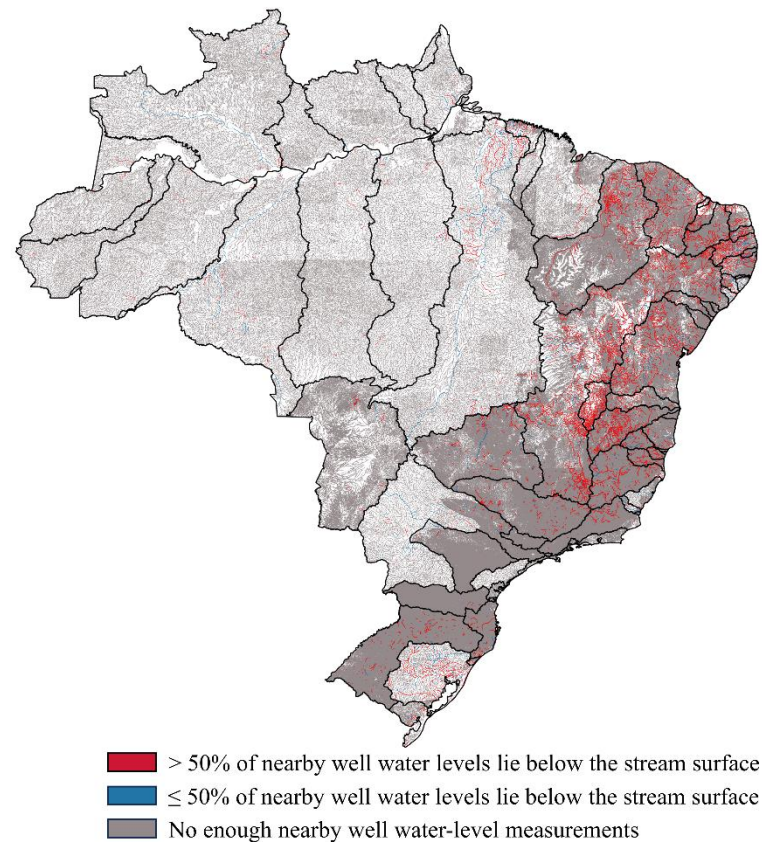 > 50% of nearby well water levels lie below the stream surface
≤ 50% of nearby well water levels lie below the stream surface
No enough nearby well water-level measurements